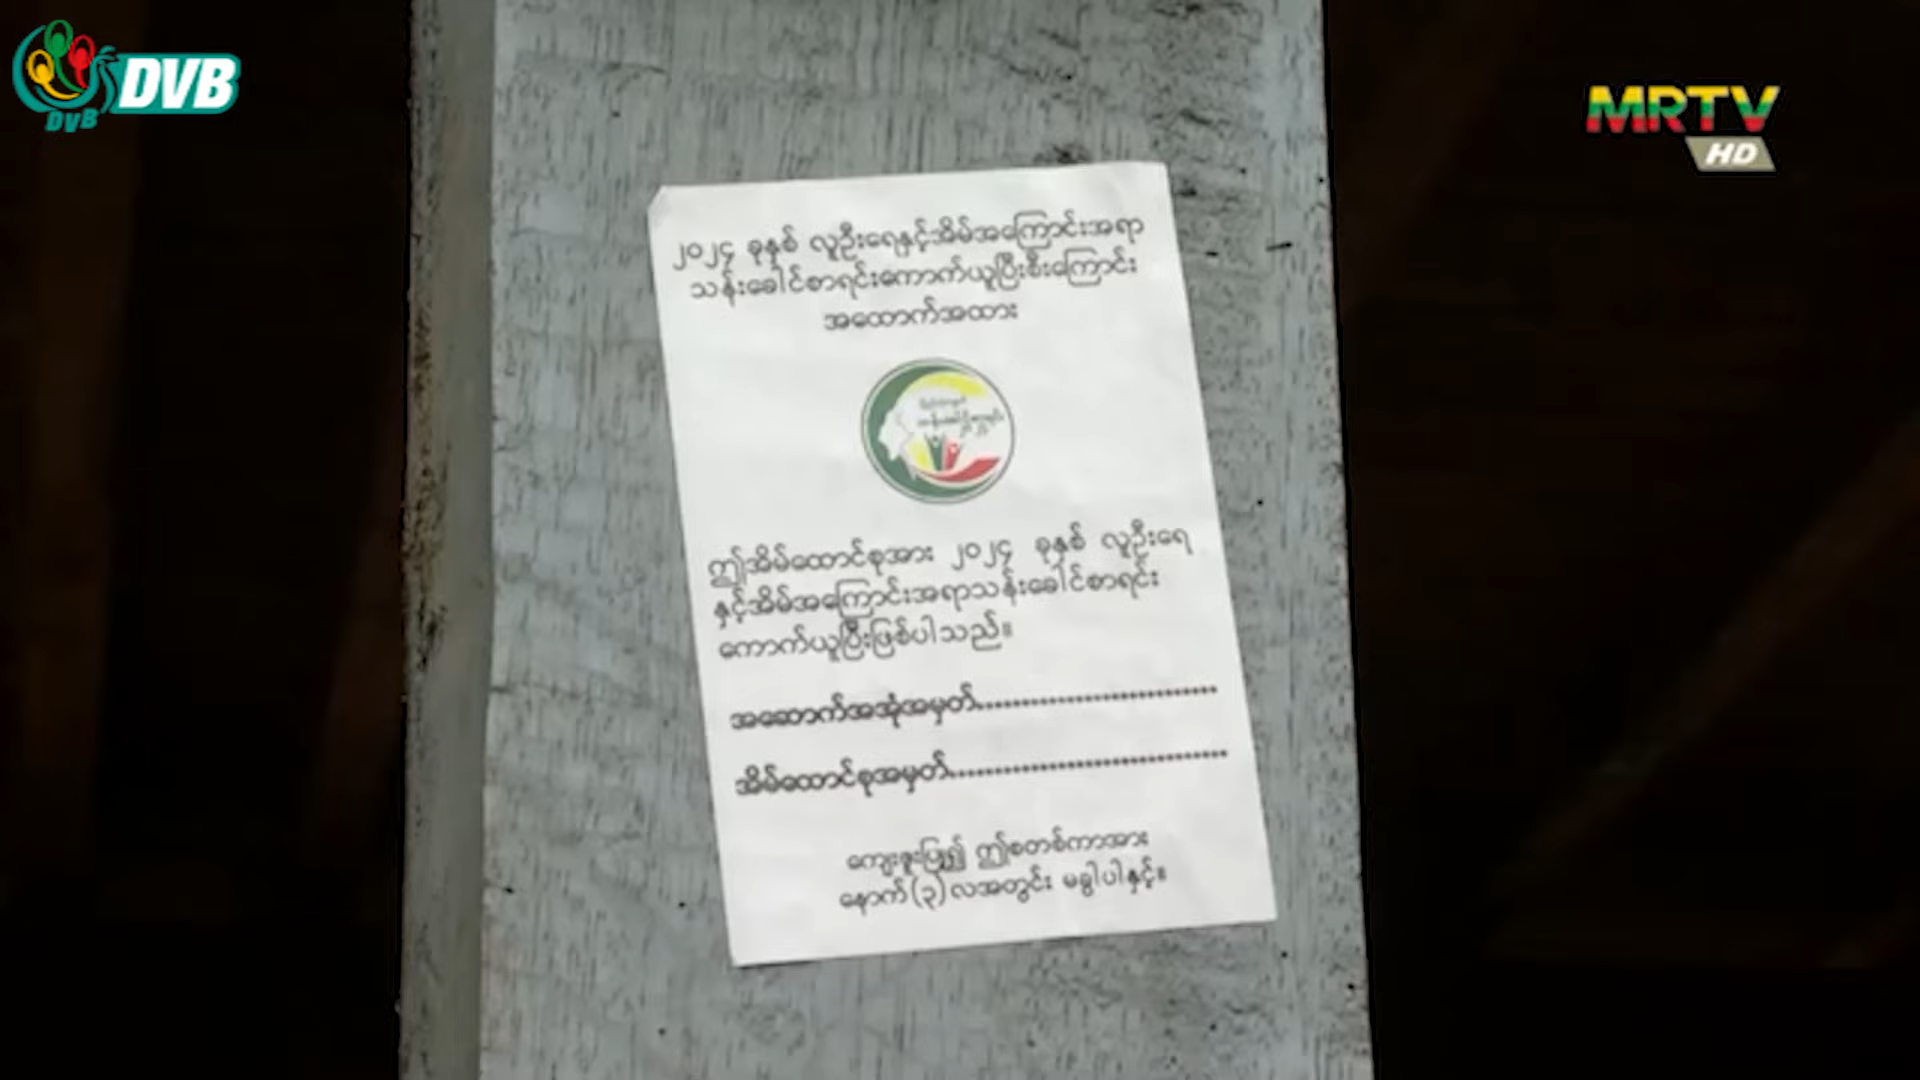 DVB
DVB
MRTV
HD
၂၀၂၄ ခုနှစ် လူဦးရေနှင့်အိမ်အကြောင်းအရာ
သန်းခေါင်စာရင်းကောက်ယူပြီးစီးကြောင်း
အထောက်အထား
ဤအိမ်ထောင်စုအား ၂၀၂၄ ခုနှစ် လူဦးရေ
နှင့်အိမ်အကြောင်းအရာသန်းခေါင်စာရင်း
ကောက်ယူပြီးဖြစ်ပါသည်။
အဆောက်အအုံအမှတ်..............................
အိမ်ထောင်စုအမှတ်..................................
ကျေးဇူးပြု၍ ဤစတစ်ကာအား
နောက်(၃)လအတွင်း မခွါပါနှင့်။